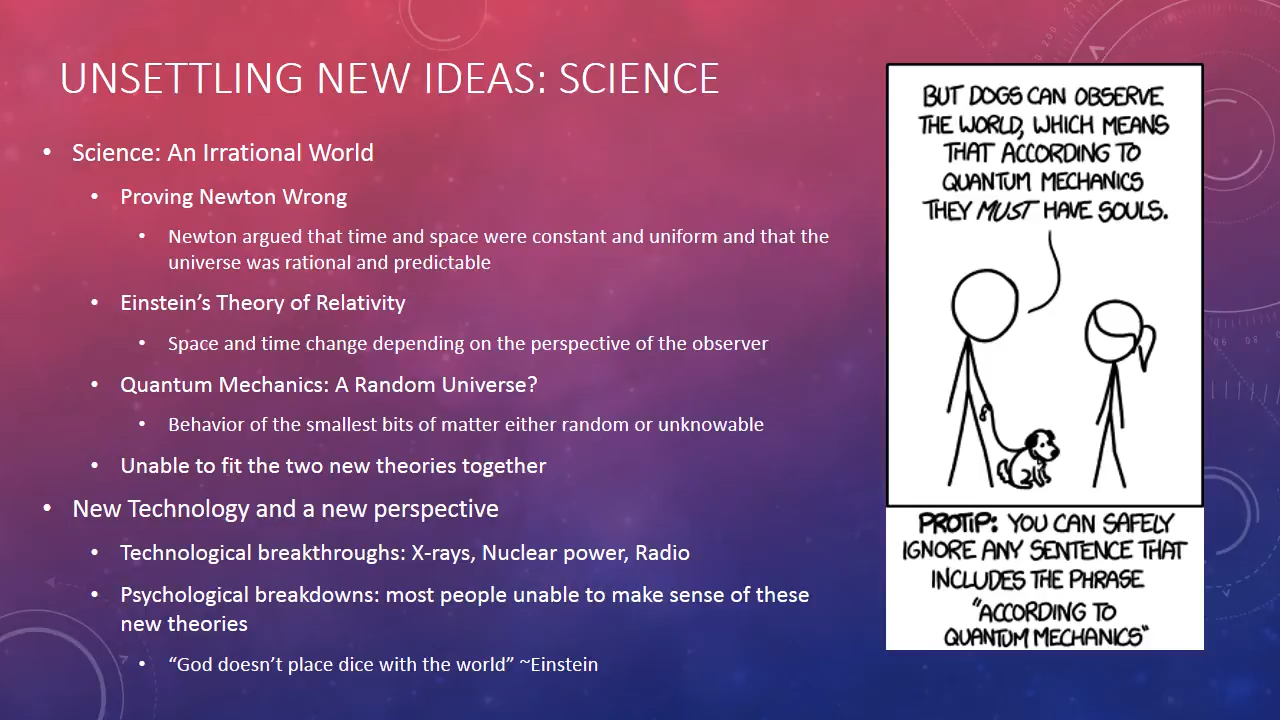 UNSETTLING NEW IDEAS: SCIENCE
• Science: An Irrational World
• Proving Newton Wrong
• Newton argued that time and space were constant and uniform and that the
universe was rational and predictable
• Einstein's Theory of Relativity
• Space and time change depending on the perspective of the observer
• Quantum Mechanics: A Random Universe?
• Behavior of the smallest bits of matter either random or unknowable
• Unable to fit the two new theories together
• New Technology and a new perspective
• Technological breakthroughs: X-rays, Nuclear power, Radio
• Psychological breakdowns: most people unable to make sense of these
new theories
• “God doesn't place dice with the world” ~Einstein
BUT DOGS CAN OBSERVE
THE WORLD, WHICH MEANS
THAT ACCORDING TO
QUANTUM MECHANICS
THEY MUST HAVE SOULS.
PROTIP: YOU CAN SAFELY
IGNORE ANY SENTENCE THAT
INCLUDES THE PHRASE
"ACCORDING TO
QUANTUM MECHANICS"